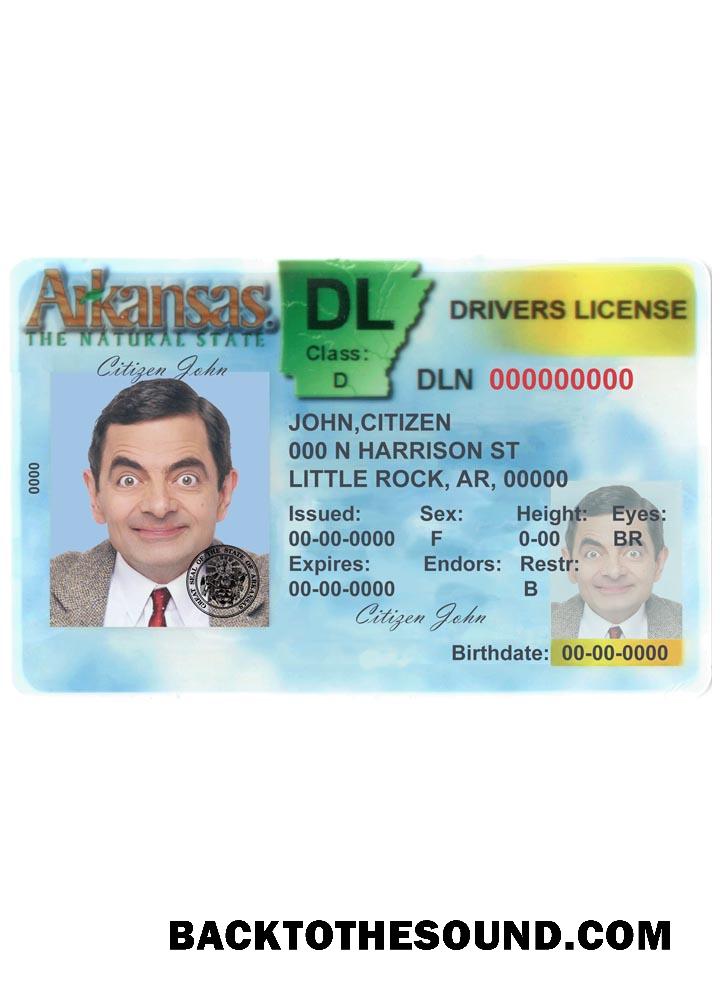 Arkansas
THE NATURAL STATE
DL
Class:
D
DRIVERS LICENSE
DLN 000000000
Citizen John
0000
JOHN,CITIZEN
000 N HARRISON ST
LITTLE ROCK, AR, 00000
Issued: Sex: Height: Eyes:
00-00-0000 F 0-00 BR
Expires: Endors: Restr:
00-00-0000 B
GREAT SEAL OF THE STATE OF ARKANSAS
Citizen John
Birthdate: 00-00-0000
BACKTOTHESOUND.COM